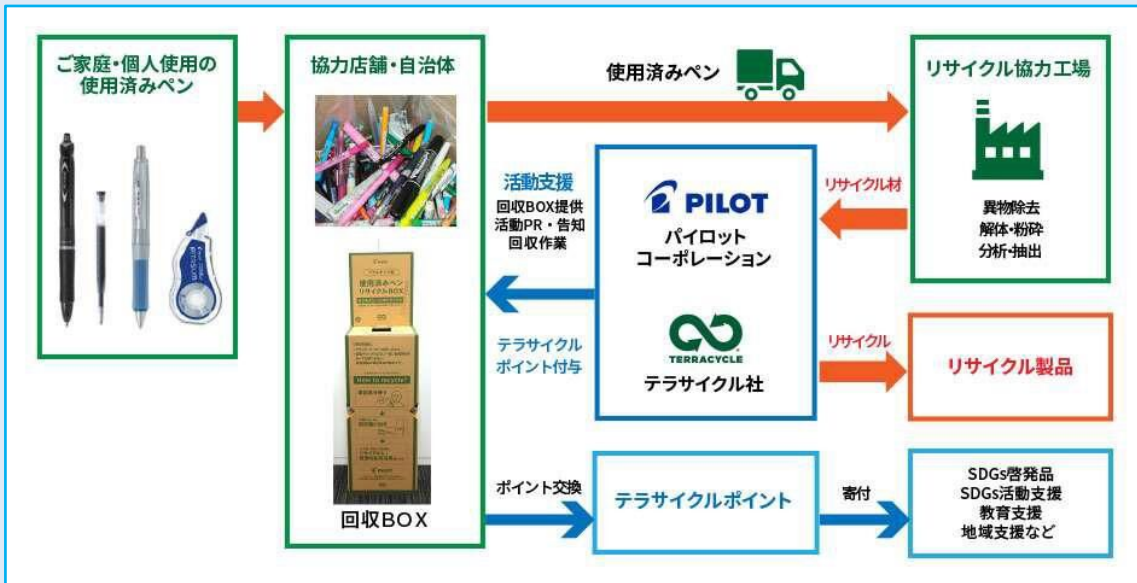 ご家庭・個人使用の
使用済みペン
協力店舗・自治体
使用済みペン
リサイクル協力工場
異物除去
解体・粉砕
分析・抽出
活動支援
回収BOX提供
活動PR・告知
回収作業
PILOT
パイロット
コーポレーション
リサイクル材
TERRACYCLE
テラサイクル社
テラサイクル
ポイント付与
リサイクル
リサイクル製品
使用済みペン
リサイクルBOX
How to recycle?
PILOT
回収BOX
ポイント交換
テラサイクルポイント
寄付
SDGs啓発品
SDGs活動支援
教育支援
地域支援など